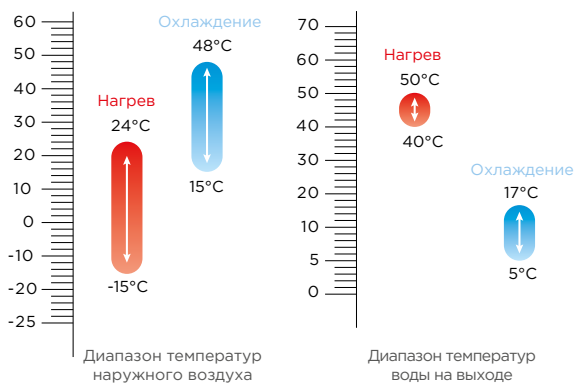 60
50
40
30
20
10
0
-10
-20
-25
Охлаждение
48°C
15°C
Нагрев
24°C
-15°C
Диапазон температур
наружного воздуха
70
60
50
40
30
20
10
5
0
Нагрев
50°C
40°C
Охлаждение
17°C
5°C
Диапазон температур
воды на выходе